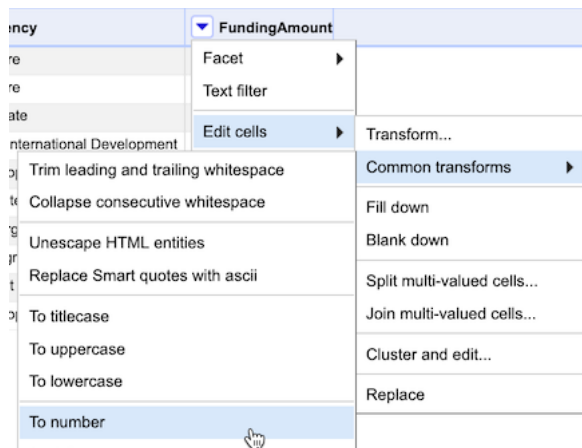 ency
FundingAmount
re
Facet
re
Text filter
ate
Edit cells
Transform...
nternational Development
Trim leading and trailing whitespace
Common transforms
Collapse consecutive whitespace
Fill down
Unescape HTML entities
Blank down
Replace Smart quotes with ascii
Split multi-valued cells...
To titlecase
Join multi-valued cells...
To uppercase
Cluster and edit...
To lowercase
Replace
To number